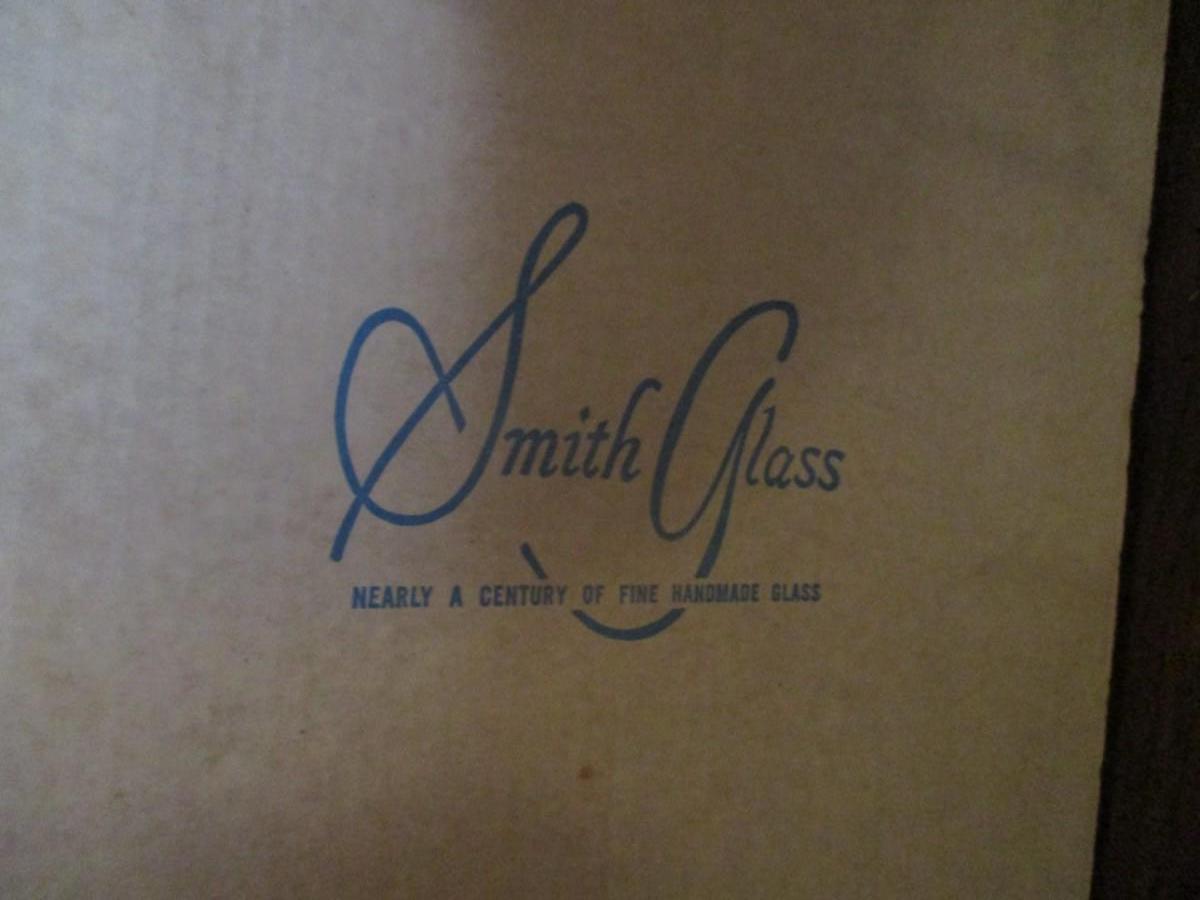 Smith Glass
NEARLY A CENTURY OF FINE HANDMADE GLASS